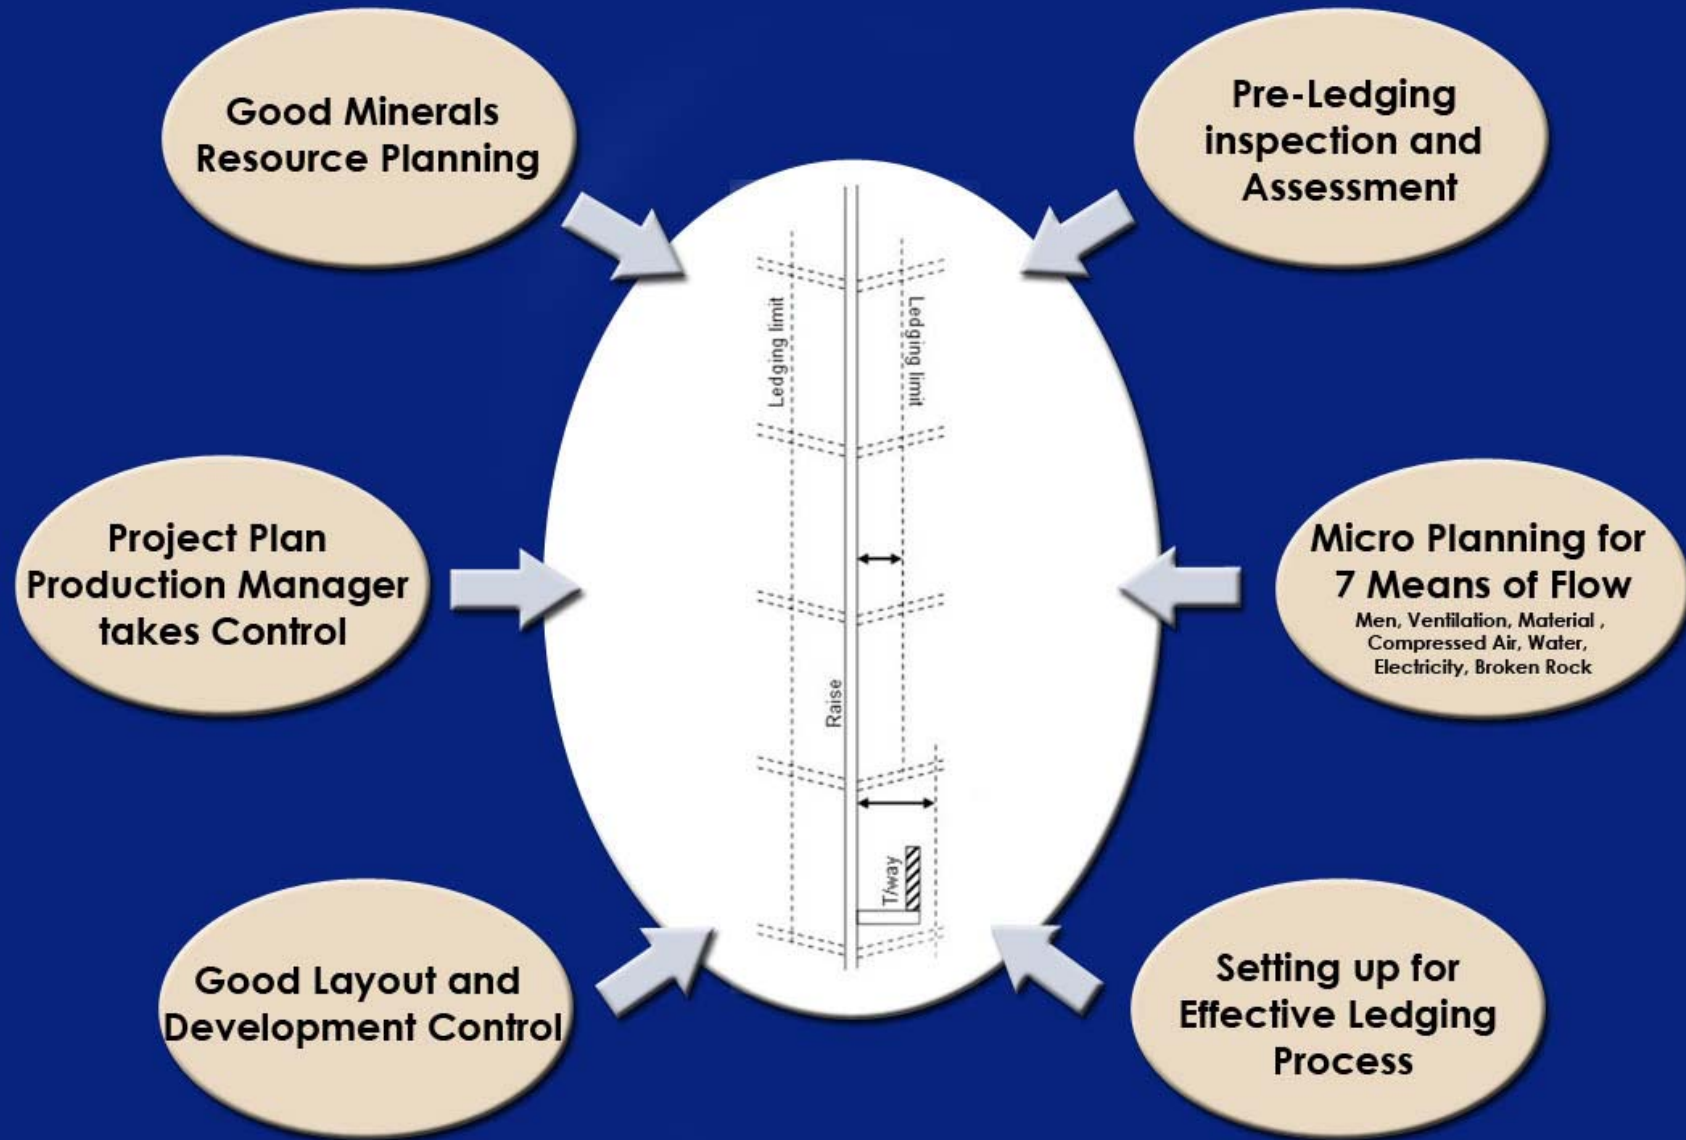 Good Minerals
Resource Planning
Pre-Ledging
inspection and
Assessment
Ledging limit
Ledging limit
Project Plan
Production Manager
takes Control
Micro Planning for
7 Means of Flow
Men, Ventilation, Material ,
Compressed Air, Water,
Electricity, Broken Rock
Raise
T/way
Good Layout and
Development Control
Setting up for
Effective Ledging
Process